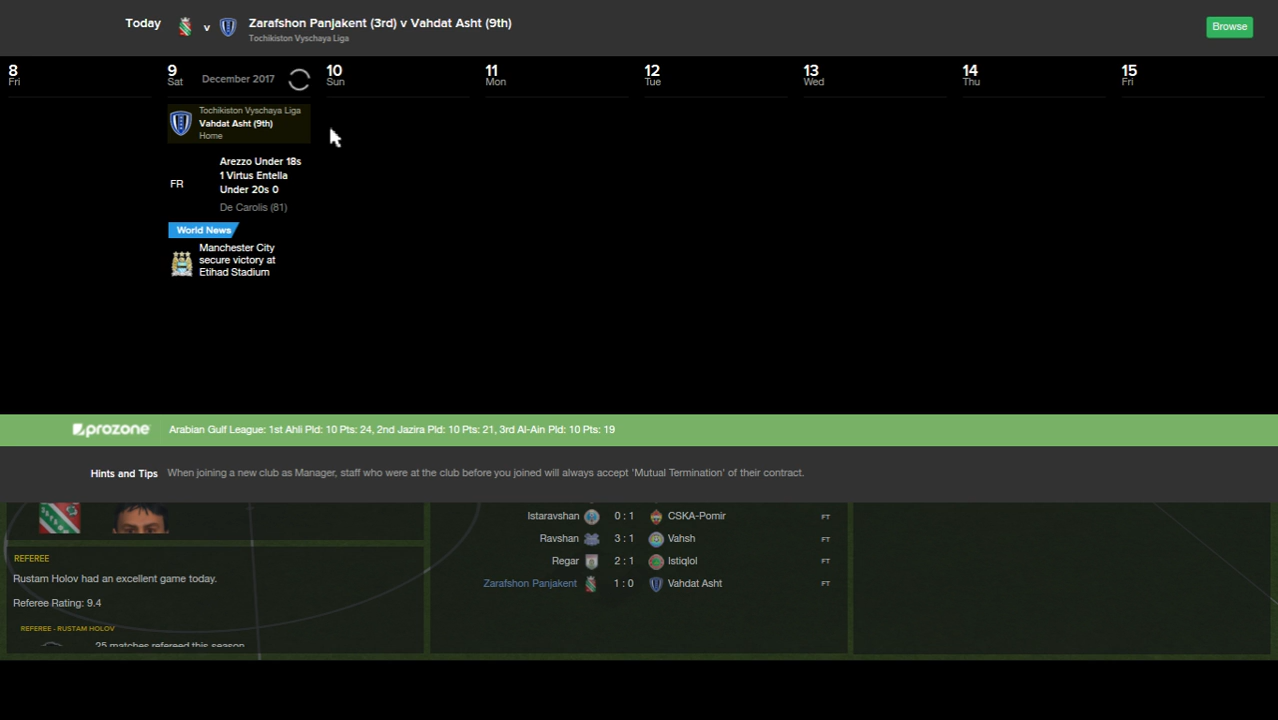 Today
v
Zarafshon Panjakent (3rd) v Vahdat Asht (9th)
Tochikiston Vyschaya Liga
Browse
8
Fri
9
Sat
December 2017
10
Sun
11
Mon
12
Tue
13
Wed
14
Thu
15
Fri
Tochikiston Vyschaya Liga
Vahdat Asht (9th)
Home
FR
Arezzo Under 18s
1 Virtus Entella
Under 20s 0
De Carolis (81)
World News
Manchester City
secure victory at
Etihad Stadium
prozone
Arabian Gulf League: 1st Ahli Pld: 10 Pts: 24, 2nd Jazira Pld: 10 Pts: 21, 3rd Al-Ain Pld: 10 Pts: 19
Hints and Tips
When joining a new club as Manager, staff who were at the club before you joined will always accept 'Mutual Termination' of their contract.
REFEREE
Rustam Holov had an excellent game today.
Referee Rating: 9.4
REFEREE - RUSTAM HOLOV
25 matches refereed this season
Istaravshan 0 : 1 CSKA-Pomir FT
Ravshan 3 : 1 Vahsh FT
Regar 2 : 1 Istiqlol FT
Zarafshon Panjakent 1 : 0 Vahdat Asht FT